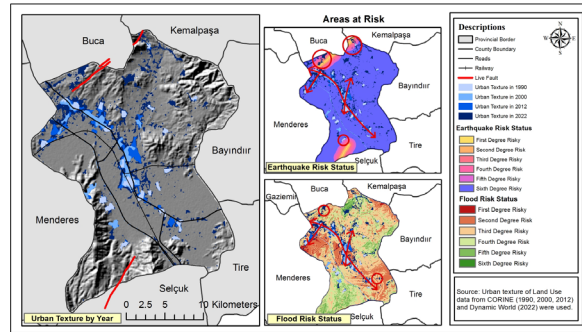 Areas at Risk
Buca
Kemalpaşa
Bayındır
Menderes
Tire
Selçuk
0 5 10
Kilometers
Urban Texture by Year
Buca
Kemalpaşa
Bayındır
Menderes
Tire
Selçuk
Earthquake Risk Status
Gaziemir
Buca
Kemalpaşa
Bayındır
Menderes
Tire
Selçuk
Flood Risk Status
Descriptions
Provincial Border
County Boundary
Roads
Railway
Live Fault
Urban Texture in 1990
Urban Texture in 2000
Urban Texture in 2012
Urban Texture in 2022
Earthquake Risk Status
First Degree Risky
Second Degree Risky
Third Degree Risky
Fourth Degree Risky
Fifth Degree Risky
Sixth Degree Risky
Flood Risk Status
First Degree Risky
Second Degree Risk
Third Degree Risky
Fourth Degree Risky
Fifth Degree Risky
Sixth Degree Risky
Source: Urban texture of Land Use
data from CORINE (1990, 2000, 2012)
and Dynamic World (2022) were used.